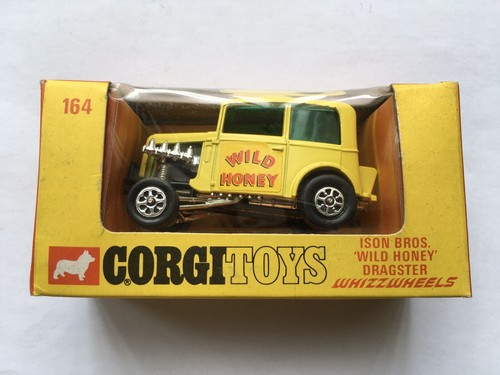 164
WILD
HONEY
CORGI TOYS
®
ISON BROS.
'WILD HONEY'
DRAGSTER
WHIZZWHEELS